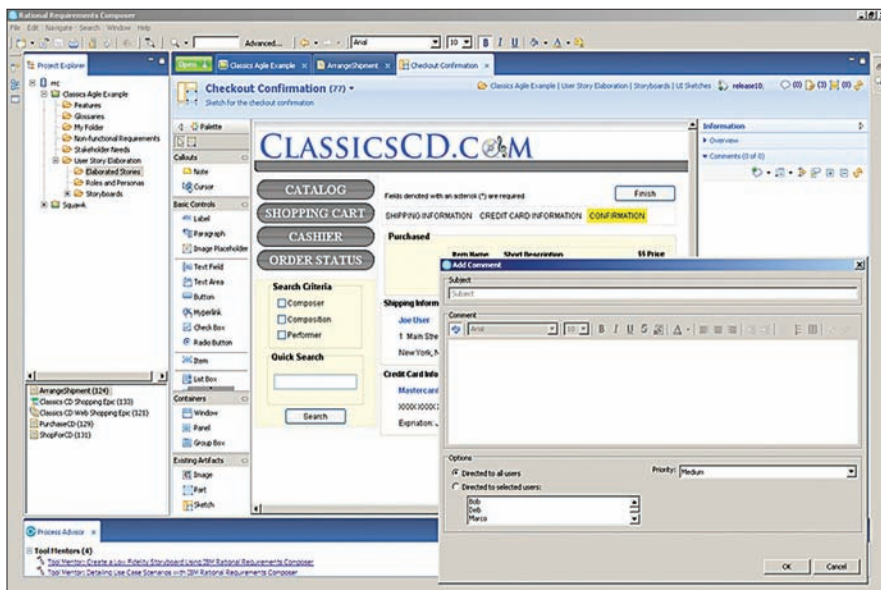 Rational Requirements Composer
File Edit Navigate Search Window Help
Advanced...
Arial
10
B I U
Project Explorer
Open
Classics Agile Example
ArrangeShipment
Checkout Confirmation
rrc
Classics Agile Example
Features
Glossaries
My Folder
Non-functional Requirements
Stakeholder Needs
User Story Elaboration
Elaborated Stories
Roles and Personas
Storyboards
Squawk
Checkout Confirmation (77)
Sketch for the checkout confirmation
Classics Agile Example | User Story Elaboration | Storyboards | UI Sketches
release10;
(0)
(3)
(0)
Palette
Callouts
Note
Cursor
Basic Controls
Label
Paragraph
Image Placeholder
Text Field
Text Area
Button
Hyperlink
Check Box
Radio Button
Item
List Box
Containers
Window
Panel
Group Box
Existing Artifacts
Image
Part
Sketch
CLASSICSCD.COM
CATALOG
SHOPPING CART
CASHIER
ORDER STATUS
Search Criteria
Composer
Composition
Performer
Quick Search
Search
Fields denoted with an asterisk (*) are required
Finish
SHIPPING INFORMATION CREDIT CARD INFORMATION CONFIRMATION
Purchased
Item Name Short Description $$ Price
Shipping Inform
Joe User
1 Main Stre
New York, N
Credit Card Info
Mastercard
Information
Overview
Comments (0 of 0)
Add Comment
Subject
Subject
Comment
Arial
10
B I U S
A
Options
Directed to all users
Directed to selected users:
Bob
Deb
Marco
Priority: Medium
OK
Cancel
ArrangeShipment (124)
Classics CD Shopping Epic (133)
Classics CD Web Shopping Epic (121)
PurchaseCD (129)
ShopForCD (131)
Process Advisor
Tool Mentors (4)
Tool Mentor: Create a Low Fidelity Storyboard Using IBM Rational Requirements Composer
Tool Mentor: Detailing Use Case Scenarios with IBM Rational Requirements Composer